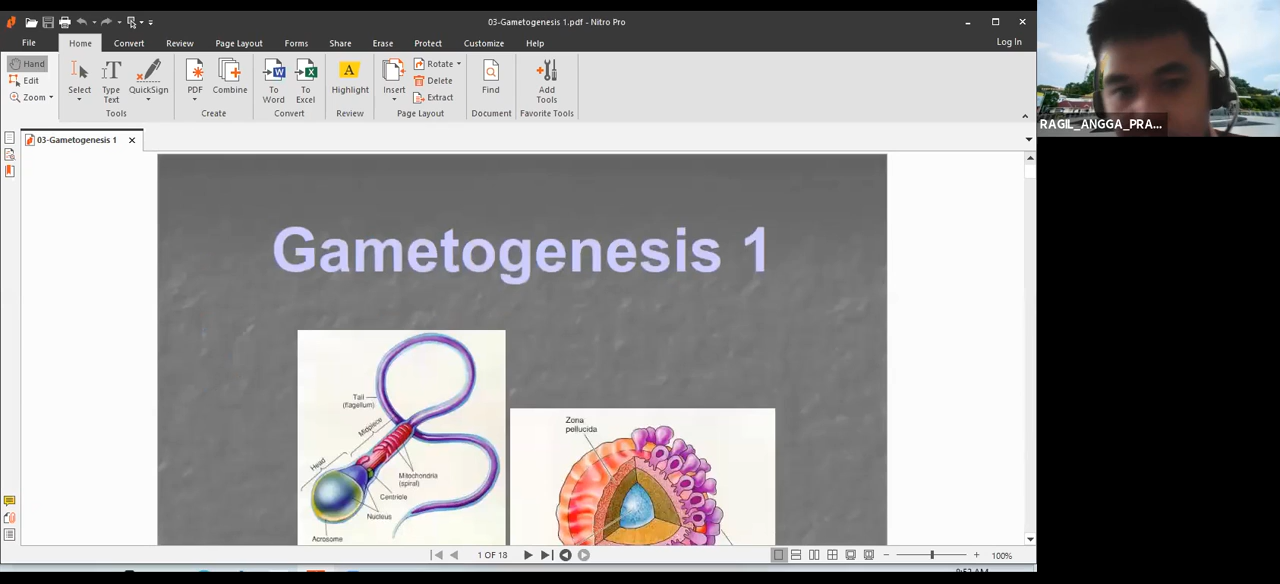 03-Gametogenesis 1.pdf - Nitro Pro
File Home Convert Review Page Layout Forms Share Erase Protect Customize Help Log In
Hand
Edit
Zoom
Select
Type Text
QuickSign
Tools
PDF
Combine
Create
To Word
To Excel
Convert
Highlight
Review
Insert
Rotate
Delete
Extract
Page Layout
Find
Document
Add Tools
Favorite Tools
RAGIL_ANGGA_PRA...
03-Gametogenesis 1
Gametogenesis 1
Tail
(flagellum)
Midpiece
Head
Mitochondria
(spiral)
Centriole
Nucleus
Acrosome
Zona
pellucida
1 OF 18
100%